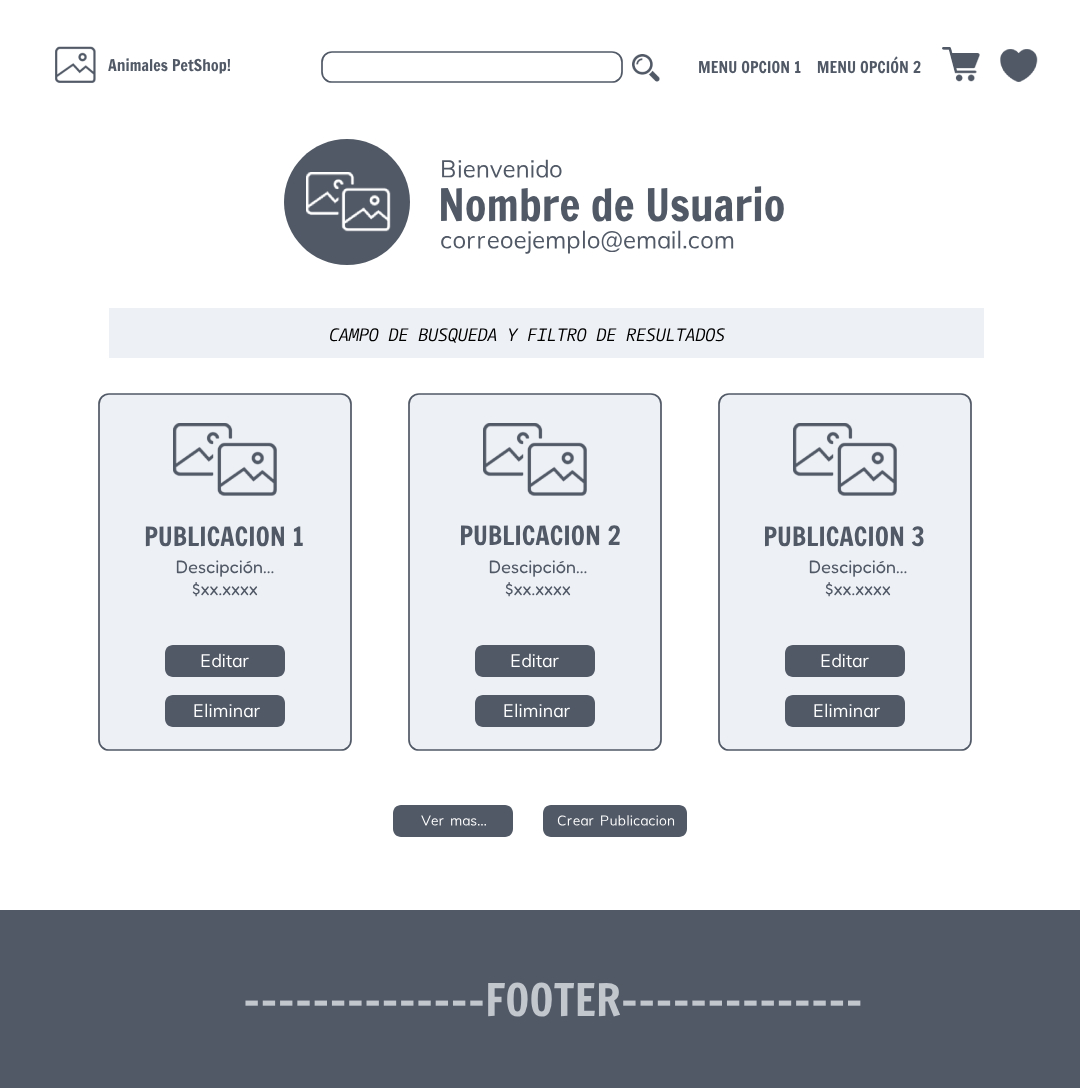 Animales PetShop!
MENU OPCION 1 MENU OPCIÓN 2
Bienvenido
Nombre de Usuario
correoejemplo@email.com
CAMPO DE BUSQUEDA Y FILTRO DE RESULTADOS
PUBLICACION 1
Descipción...
$xx.xxxx
Editar
Eliminar
PUBLICACION 2
Descipción...
$xx.xxxx
Editar
Eliminar
PUBLICACION 3
Descipción...
$xx.xxxx
Editar
Eliminar
Ver mas...
Crear Publicacion
--------------FOOTER--------------